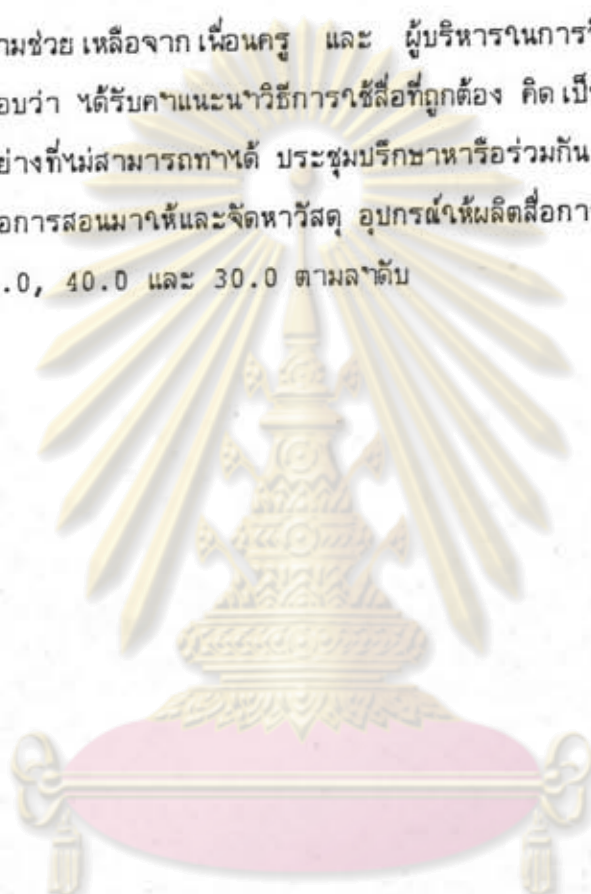 ามช่วยเหลือจากเพื่อนครู และ ผู้บริหารในการ
อบว่า ได้รับคำแนะนำวิธีการใช้สื่อที่ถูกต้อง คิดเป็
ย่างที่ไม่สามารถทำได้ ประชุมปรึกษาหารือร่วมกัน
อการสอนมาให้และจัดหาวัสดุ อุปกรณ์ให้ผลิตสื่อกา
.0, 40.0 และ 30.0 ตามลำดับ